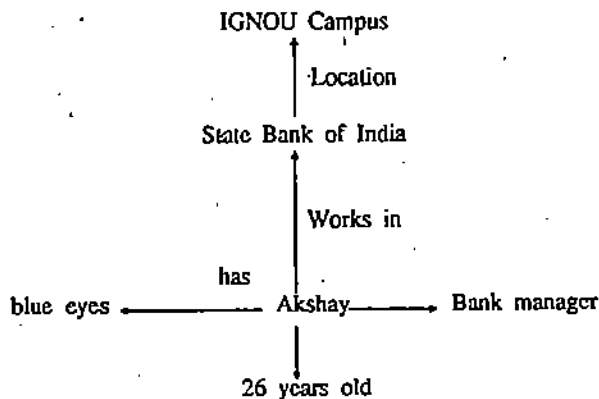 IGNOU Campus
Location
State Bank of India
Works in
has
blue eyes
Akshay
Bank manager
26 years old